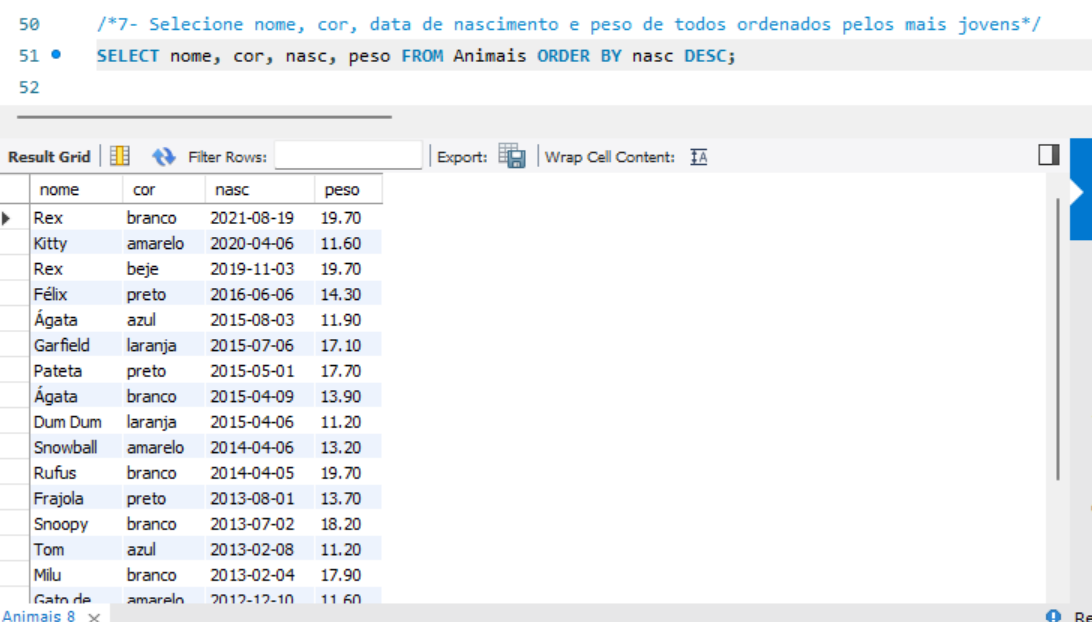 50 /*7- Selecione nome, cor, data de nascimento e peso de todos ordenados pelos mais jovens*/
51 SELECT nome, cor, nasc, peso FROM Animais ORDER BY nasc DESC;
52
Result Grid Filter Rows: Export: Wrap Cell Content: IA
nome cor nasc peso
Rex branco 2021-08-19 19.70
Kitty amarelo 2020-04-06 11.60
Rex beje 2019-11-03 19.70
Félix preto 2016-06-06 14.30
Ágata azul 2015-08-03 11.90
Garfield laranja 2015-07-06 17.10
Pateta preto 2015-05-01 17.70
Ágata branco 2015-04-09 13.90
Dum Dum laranja 2015-04-06 11.20
Snowball amarelo 2014-04-06 13.20
Rufus branco 2014-04-05 19.70
Frajola preto 2013-08-01 13.70
Snoopy branco 2013-07-02 18.20
Tom azul 2013-02-08 11.20
Milu branco 2013-02-04 17.90
Gato de amarelo 2012-12-10 11.60
Animais 8 Re